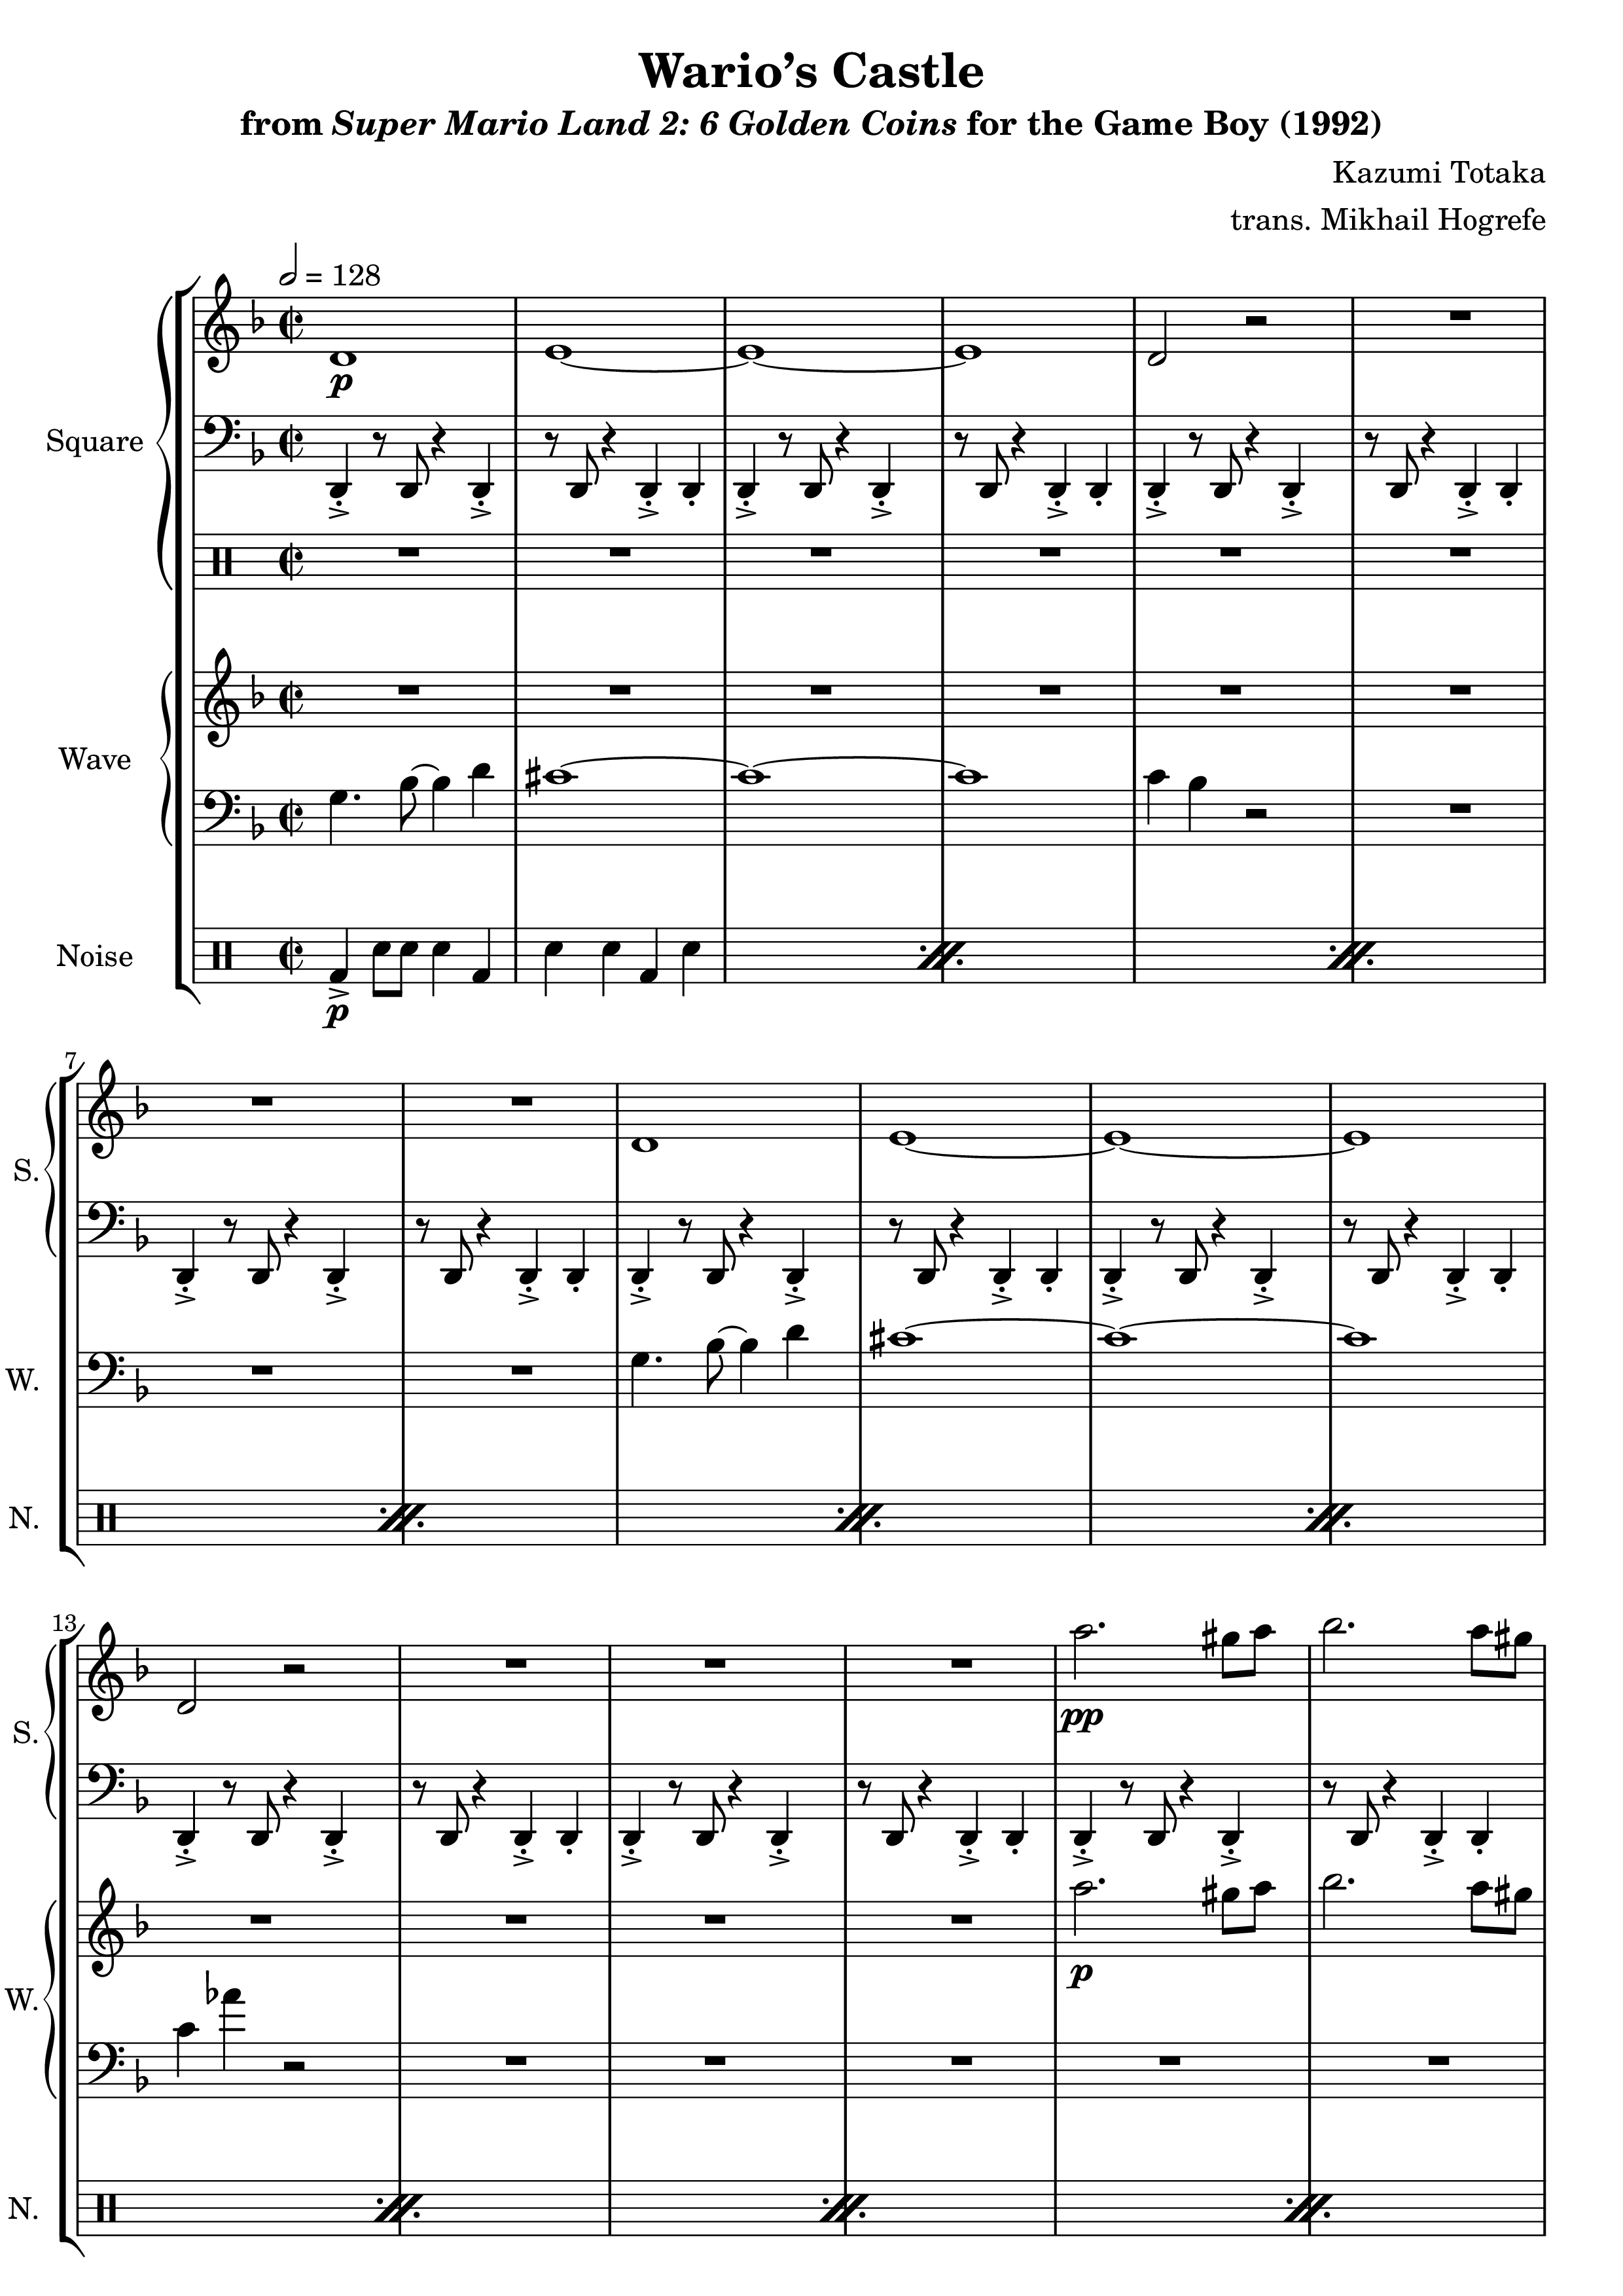 Wario’s Castle
from Super Mario Land 2: 6 Golden Coins for the Game Boy (1992)
Kazumi Totaka
trans. Mikhail Hogrefe
= 128
p
Square
Wave
Noise
p
7
S.
W.
N.
13
pp
S.
p
W.
N.